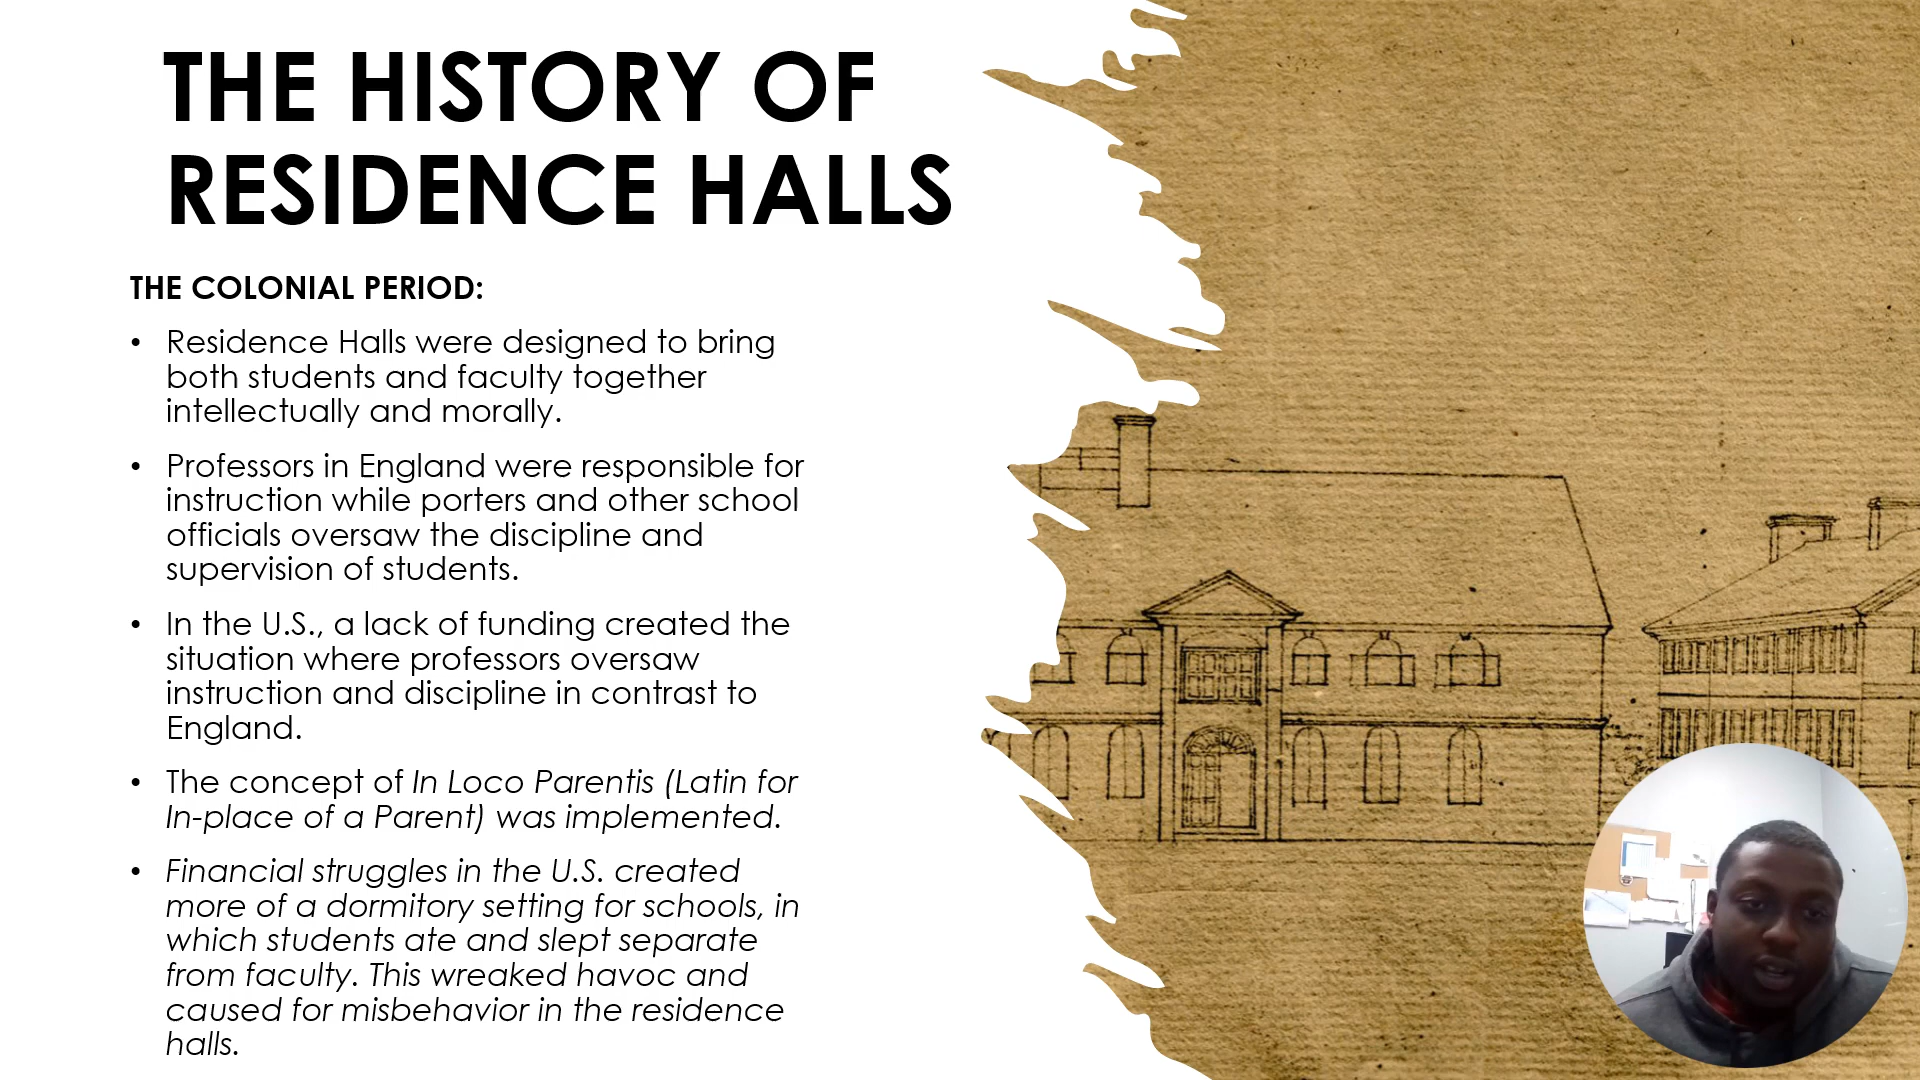 THE HISTORY OF
RESIDENCE HALLS
THE COLONIAL PERIOD:
• Residence Halls were designed to bring
both students and faculty together
intellectually and morally.
• Professors in England were responsible for
instruction while porters and other school
officials oversaw the discipline and
supervision of students.
• In the U.S., a lack of funding created the
situation where professors oversaw
instruction and discipline in contrast to
England.
• The concept of In Loco Parentis (Latin for
In-place of a Parent) was implemented.
• Financial struggles in the U.S. created
more of a dormitory setting for schools, in
which students ate and slept separate
from faculty. This wreaked havoc and
caused for misbehavior in the residence
halls.